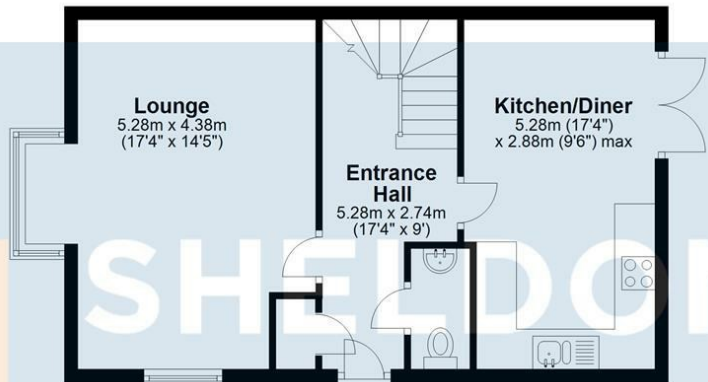 Lounge
5.28m x 4.38m
(17'4" x 14'5")
Entrance
Hall
5.28m x 2.74m
(17'4" x 9')
Kitchen/Diner
5.28m (17'4")
x 2.88m (9'6") max
SHELDON